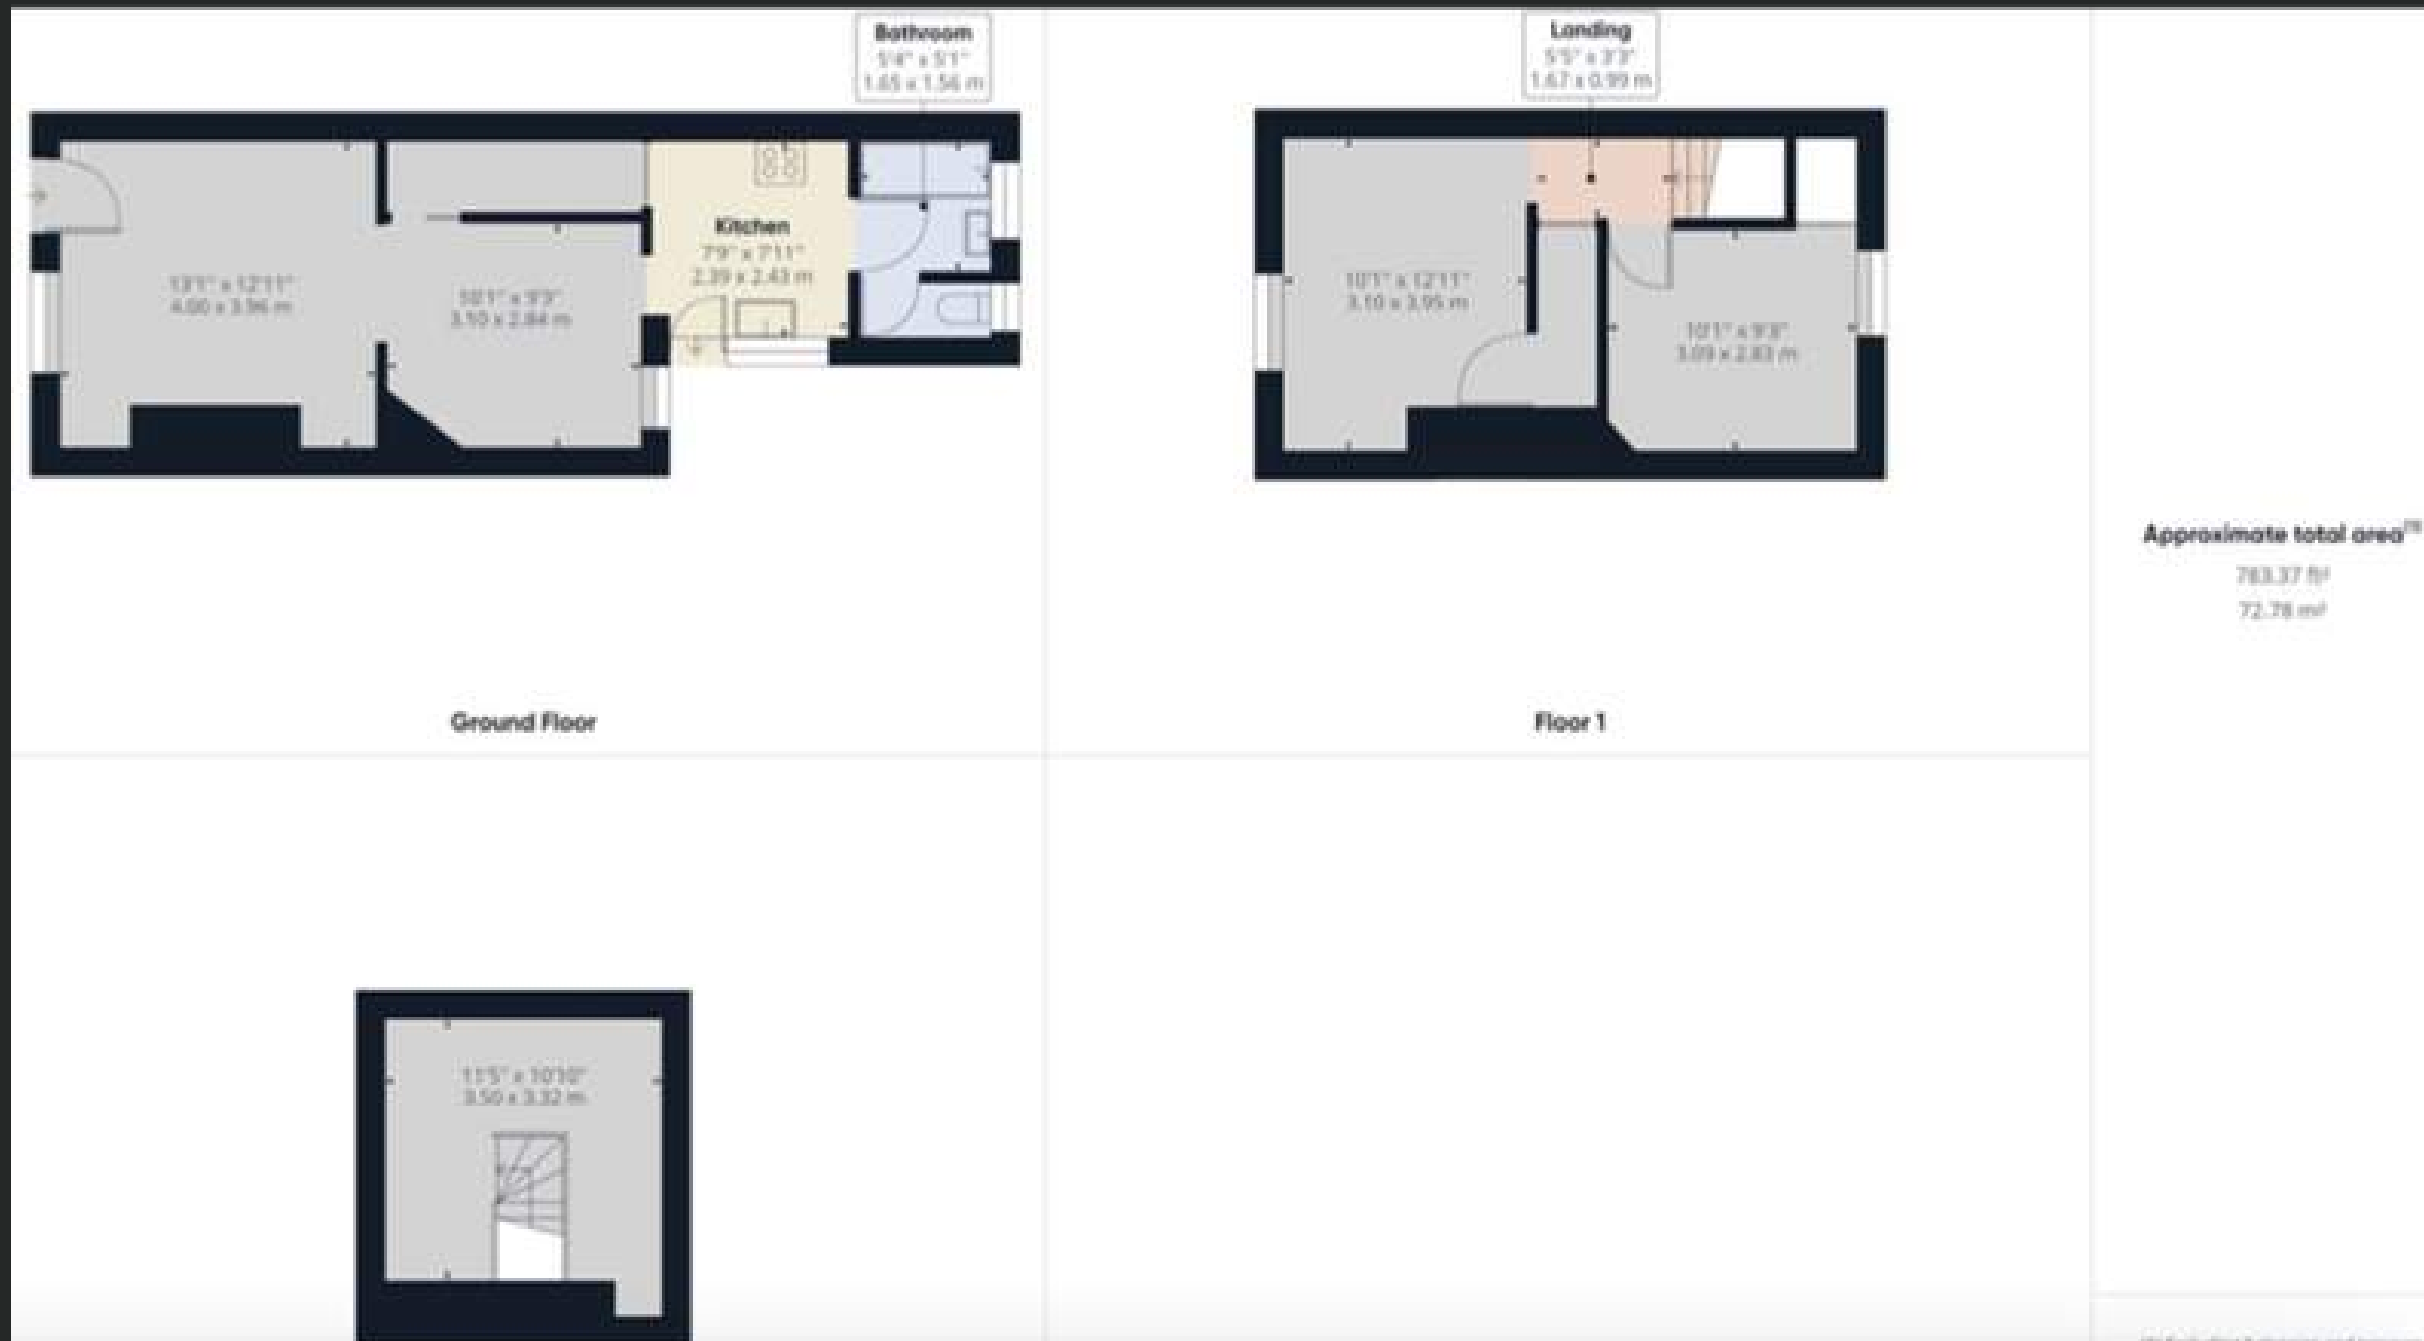 Bathroom
5'4" x 5'1"
1.65 x 1.56 m
Kitchen
7'9" x 7'11"
2.39 x 2.43 m
13'1" x 12'11"
4.00 x 3.96 m
10'1" x 9'3"
3.10 x 2.84 m
Ground Floor
Landing
5'5" x 3'3"
1.67 x 0.99 m
10'1" x 12'11"
3.10 x 3.95 m
10'1" x 9'3"
3.09 x 2.83 m
Floor 1
11'5" x 10'10"
3.50 x 3.32 m
Approximate total area
783.37 ft²
72.78 m²